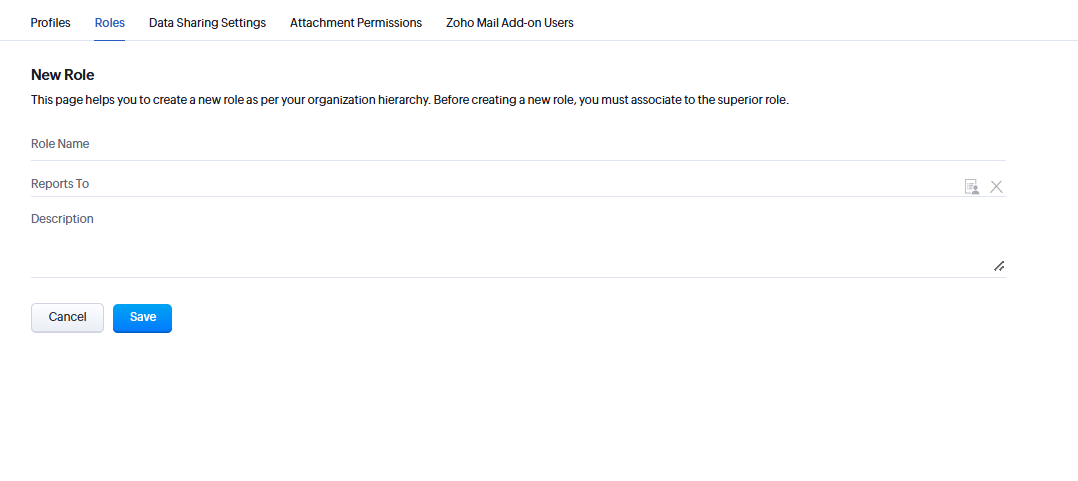 Profiles Roles Data Sharing Settings Attachment Permissions Zoho Mail Add-on Users
New Role
This page helps you to create a new role as per your organization hierarchy. Before creating a new role, you must associate to the superior role.
Role Name
Reports To
Description
Cancel Save